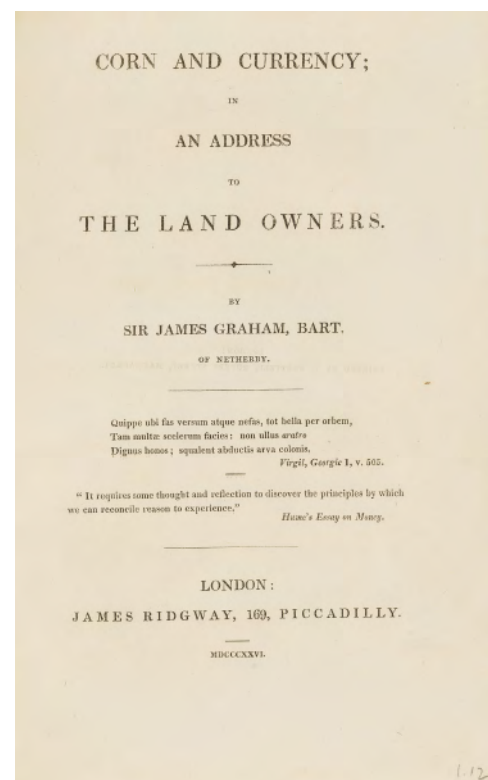 CORN AND CURRENCY;
IN
AN ADDRESS
TO
THE LAND OWNERS.
BY
SIR JAMES GRAHAM, BART.
OF NETHERBY.
Quippe ubi fas versum atque nefas, tot bella per orbem,
Tam multæ scelerum facies: non ullus aratro
Dignus honos; squalent abductis arva colonis.
Virgil, Georgic I, v. 505.
“ It requires some thought and reflection to discover the principles by which
we can reconcile reason to experience.”
Hume's Essay on Money.
LONDON:
JAMES RIDGWAY, 169, PICCADILLY.
MDCCCXXVI.
1.12